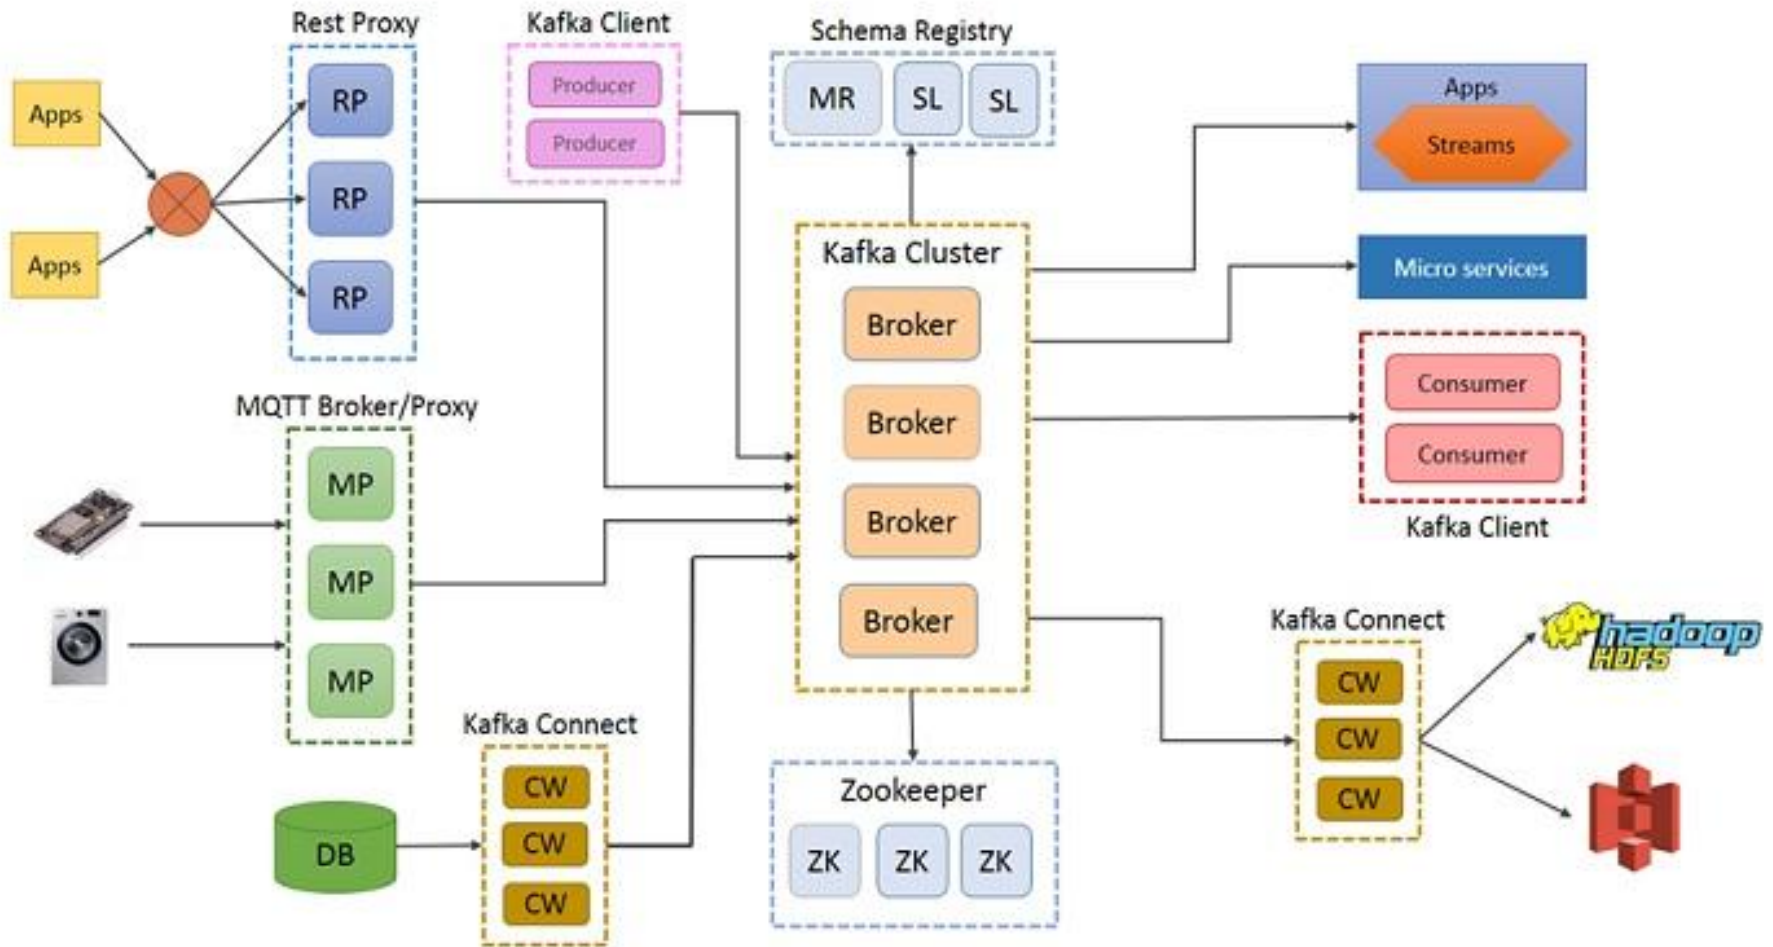 Rest Proxy
Kafka Client
Schema Registry
Apps
RP
Producer
Producer
MR
SL
SL
Apps
Streams
RP
Apps
RP
Kafka Cluster
Micro services
Broker
Broker
Broker
Broker
Consumer
Consumer
Kafka Client
MQTT Broker/Proxy
MP
MP
MP
Kafka Connect
CW
CW
CW
hadoop
HDFS
Kafka Connect
CW
CW
CW
DB
Zookeeper
ZK
ZK
ZK